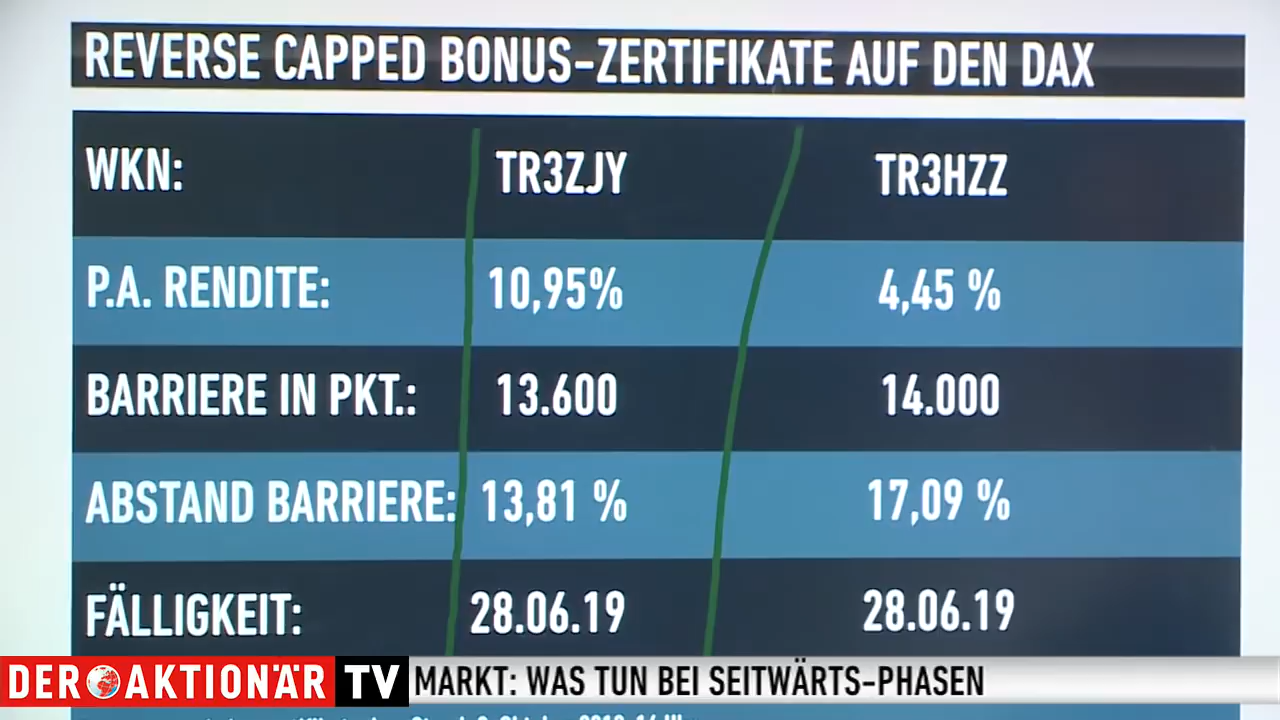 REVERSE CAPPED BONUS-ZERTIFIKATE AUF DEN DAX
WKN: TR3ZJY TR3HZZ
P.A. RENDITE: 10,95% 4,45 %
BARRIERE IN PKT.: 13.600 14.000
ABSTAND BARRIERE: 13,81 % 17,09 %
FÄLLIGKEIT: 28.06.19 28.06.19
DER AKTIONÄR TV MARKT: WAS TUN BEI SEITWÄRTS-PHASEN